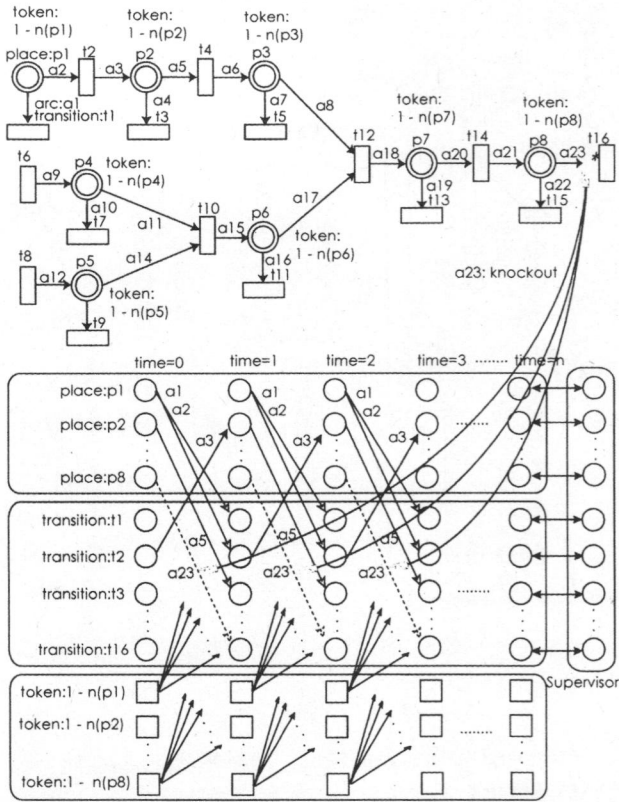 token:
1 - n(p1)
token:
1 - n(p2)
token:
1 - n(p3)
place:p1
a2
t2
a3
p2
a5
t4
a6
p3
arc:a1
transition:t1
a4
t3
a7
t5
a8
token:
1 - n(p7)
token:
1 - n(p8)
t12
a18
p7
a20
t14
a21
p8
a23
t16
*
a19
t13
a22
t15
t6
a9
p4
token:
1 - n(p4)
a10
t7
a11
t10
a15
p6
a17
a16
t11
token:
1 - n(p6)
t8
a12
p5
a14
t9
token:
1 - n(p5)
a23: knockout
time=0 time=1 time=2 time=3 ........ time=n
place:p1
a1
a1
a1
a2
a2
a2
place:p2
a3
a3
a3
........
place:p8
transition:t1
a5
a5
a5
transition:t2
a23
a23
a23
transition:t3
........
transition:t16
Supervisor
token:1 - n(p1)
token:1 - n(p2)
........
token:1 - n(p8)